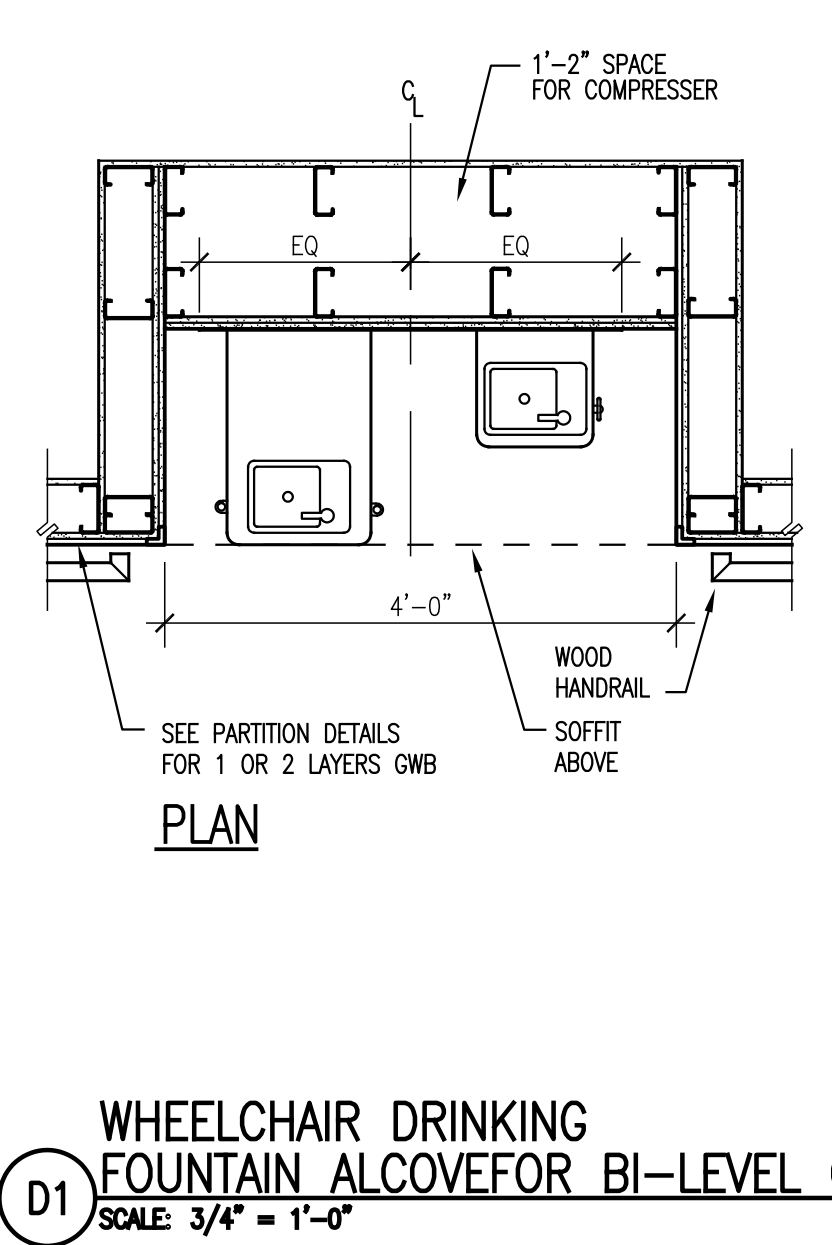 1'-2" SPACE
FOR COMPRESSER
CL
EQ
EQ
4'-0"
WOOD
HANDRAIL
SEE PARTITION DETAILS
FOR 1 OR 2 LAYERS GWB
SOFFIT
ABOVE
PLAN
WHEELCHAIR DRINKING
FOUNTAIN ALCOVEFOR BI-LEVEL
D1
SCALE: 3/4" = 1'-0"